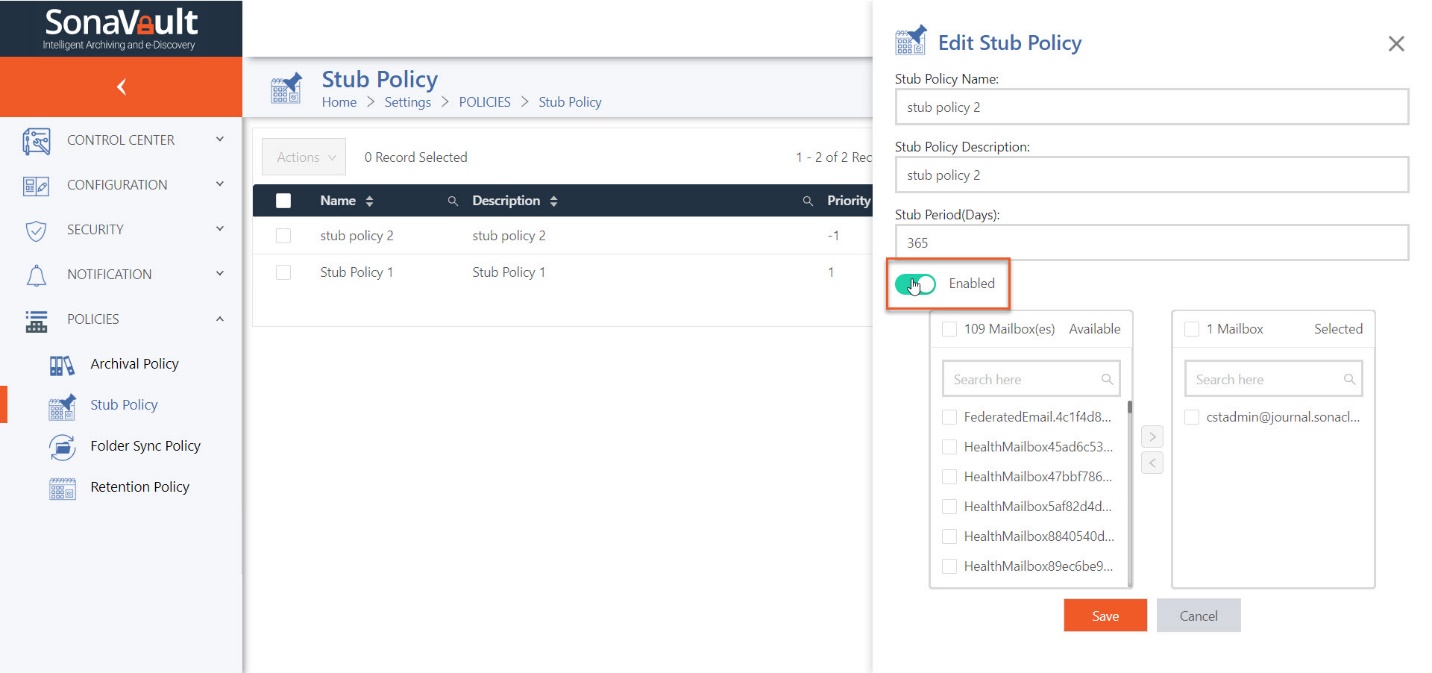 SonaVault
Intelligent Archiving and e-Discovery
CONTROL CENTER
CONFIGURATION
SECURITY
NOTIFICATION
POLICIES
Archival Policy
Stub Policy
Folder Sync Policy
Retention Policy
Stub Policy
Home > Settings > POLICIES > Stub Policy
Actions 0 Record Selected 1 - 2 of 2 Rec
Name Description Priority
stub policy 2 stub policy 2 -1
Stub Policy 1 Stub Policy 1 1
Edit Stub Policy
Stub Policy Name:
stub policy 2
Stub Policy Description:
stub policy 2
Stub Period(Days):
365
Enabled
109 Mailbox(es) Available
Search here
FederatedEmail.4c1f4d8...
HealthMailbox45ad6c53...
HealthMailbox47bbf786...
HealthMailbox5af82d4d...
HealthMailbox8840540d...
HealthMailbox89ec6be9...
1 Mailbox Selected
Search here
cstadmin@journal.sonacl...
Save Cancel